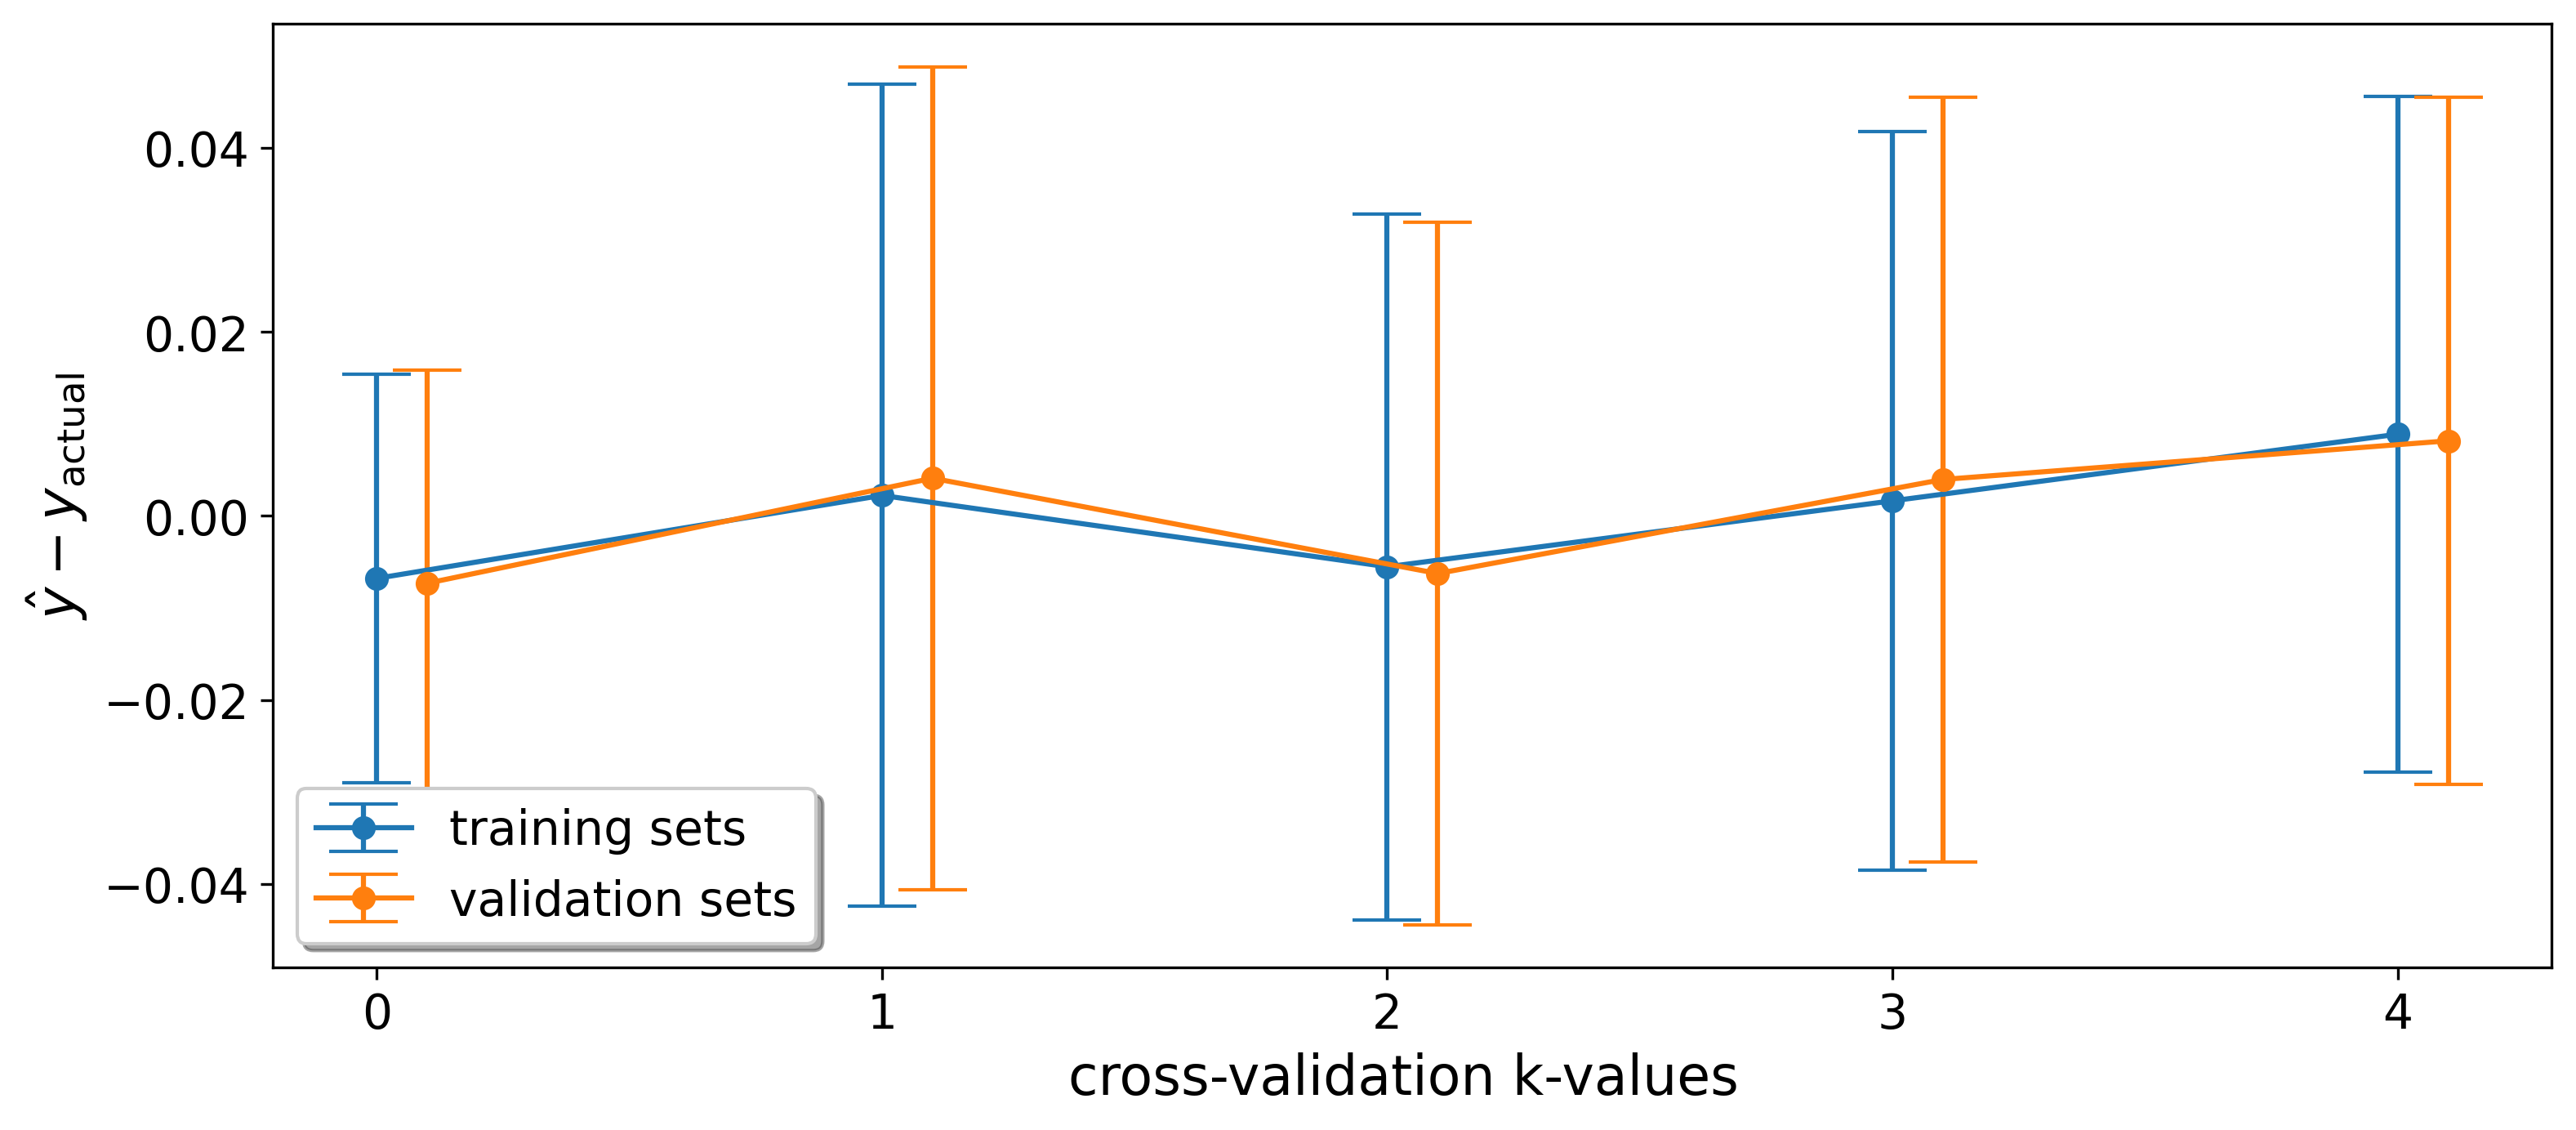 0.04
0.02
0.00
−0.02
−0.04
ŷ − y actual
training sets
validation sets
0 1 2 3 4
cross-validation k-values